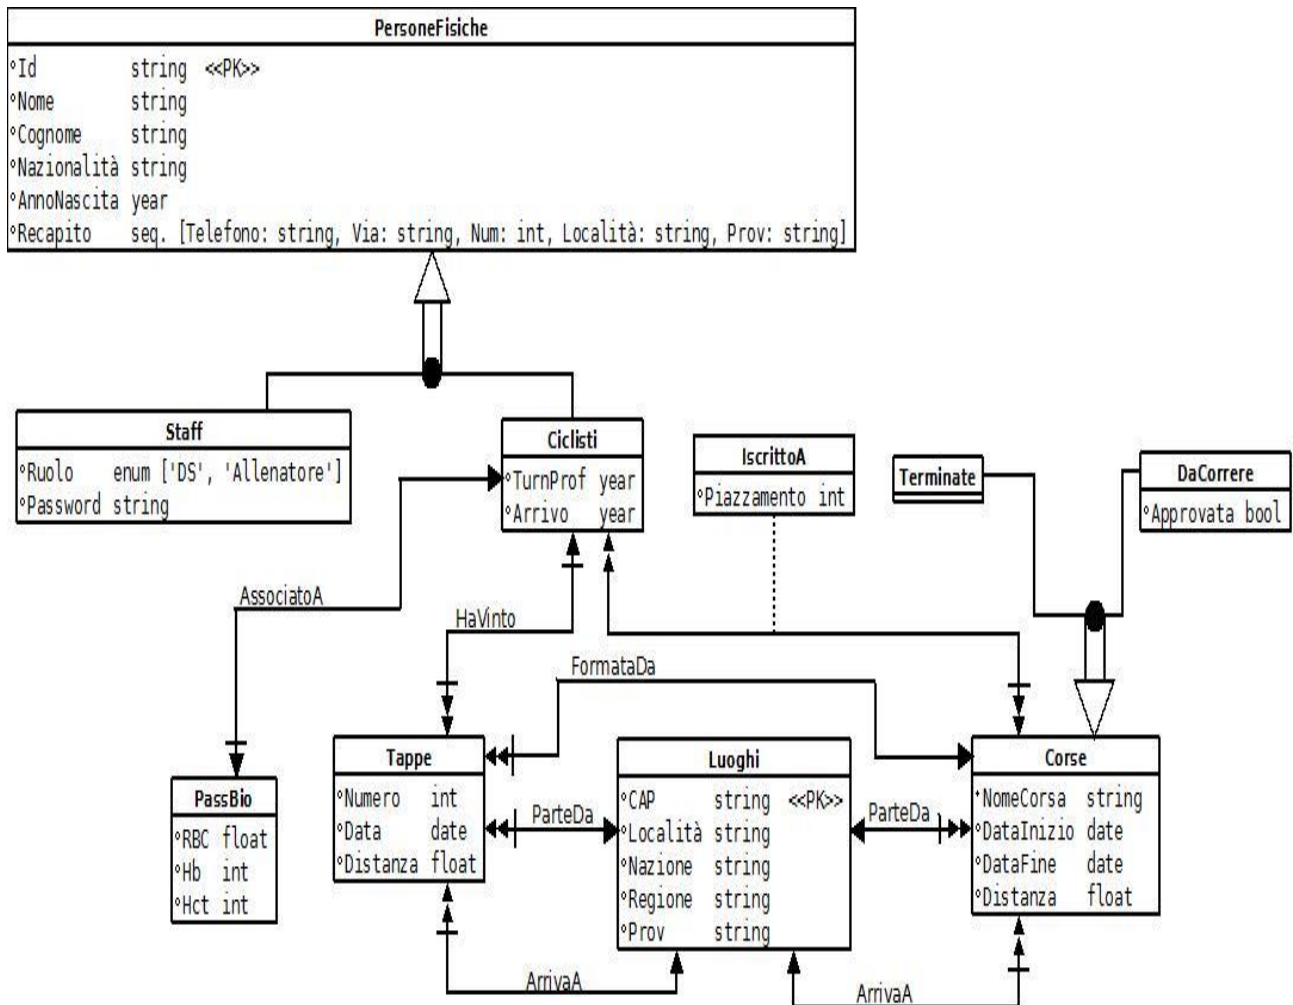 PersoneFisiche
°Id string <<PK>>
°Nome string
°Cognome string
°Nazionalità string
°AnnoNascita year
°Recapito seq. [Telefono: string, Via: string, Num: int, Località: string, Prov: string]
Staff
°Ruolo enum ['DS', 'Allenatore']
°Password string
Ciclisti
°TurnProf year
°Arrivo year
IscrittoA
°Piazzamento int
Terminate
DaCorrere
°Approvata bool
AssociatoA
HaVinto
FormataDa
PassBio
°RBC float
°Hb int
°Hct int
Tappe
°Numero int
°Data date
°Distanza float
ParteDa
Luoghi
°CAP string <<PK>>
°Località string
°Nazione string
°Regione string
°Prov string
ParteDa
Corse
°NomeCorsa string
°DataInizio date
°DataFine date
°Distanza float
ArrivaA
ArrivaA